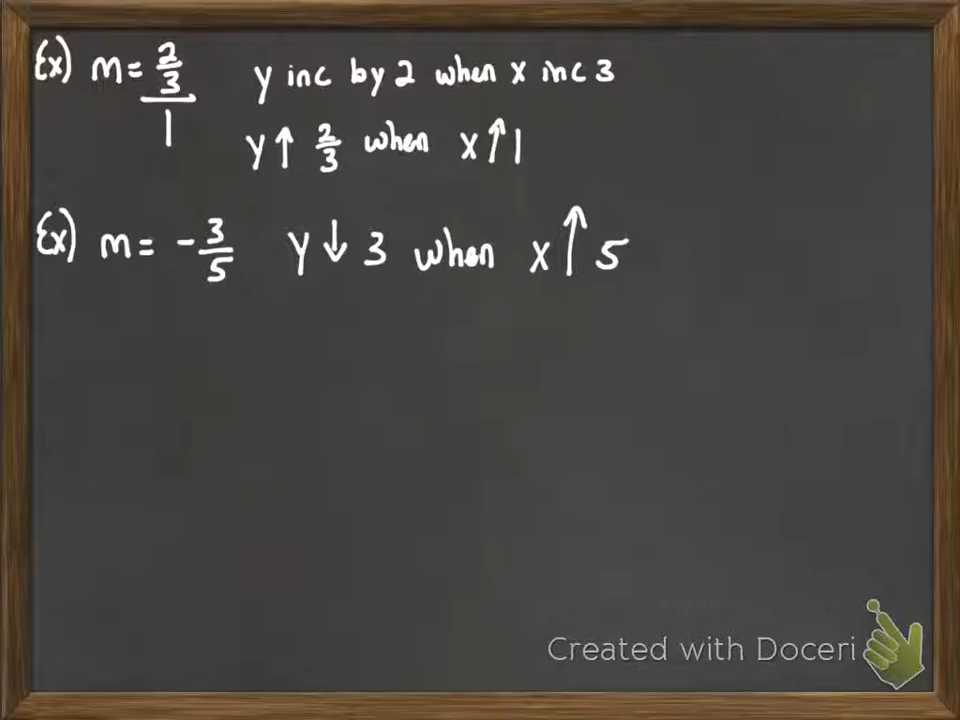 Ex) m = 2/3 / 1 y inc by 2 when x inc 3
y ↑ 2/3 when x ↑ 1
Ex) m = -3/5 y ↓ 3 when x ↑ 5
Created with Doceri